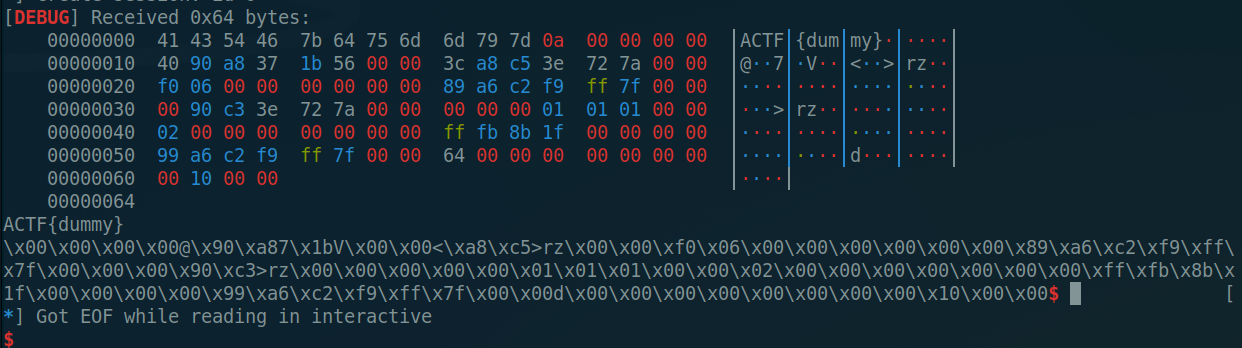 [DEBUG] Received 0x64 bytes:
00000000  41 43 54 46  7b 64 75 6d  6d 79 7d 0a  00 00 00 00  │ACTF│{dum│my}·│····│
00000010  40 90 a8 37  1b 56 00 00  3c a8 c5 3e  72 7a 00 00  │@··7│·V··│<··>│rz··│
00000020  f0 06 00 00  00 00 00 00  89 a6 c2 f9  ff 7f 00 00  │····│····│····│····│
00000030  00 90 c3 3e  72 7a 00 00  00 00 00 00  01 01 01 00  │···>│rz··│····│····│
00000040  02 00 00 00  00 00 00 00  ff fb 8b 1f  00 00 00 00  │····│····│····│····│
00000050  99 a6 c2 f9  ff 7f 00 00  64 00 00 00  00 00 00 00  │····│····│d···│····│
00000060  00 10 00 00  │····│
00000064
ACTF{dummy}
\x00\x00\x00\x00@\x90\xa87\x1bV\x00\x00<\xa8\xc5>rz\x00\x00\xf0\x06\x00\x00\x00\x00\x00\x00\x89\xa6\xc2\xf9\xff\
x7f\x00\x00\x00\x90\xc3>rz\x00\x00\x00\x00\x00\x01\x01\x01\x00\x02\x00\x00\x00\x00\x00\x00\x00\xff\xfb\x8b\x
1f\x00\x00\x00\x00\x99\xa6\xc2\xf9\xff\x7f\x00\x00d\x00\x00\x00\x00\x00\x00\x00\x00\x10\x00\x00$ [
*] Got EOF while reading in interactive
$